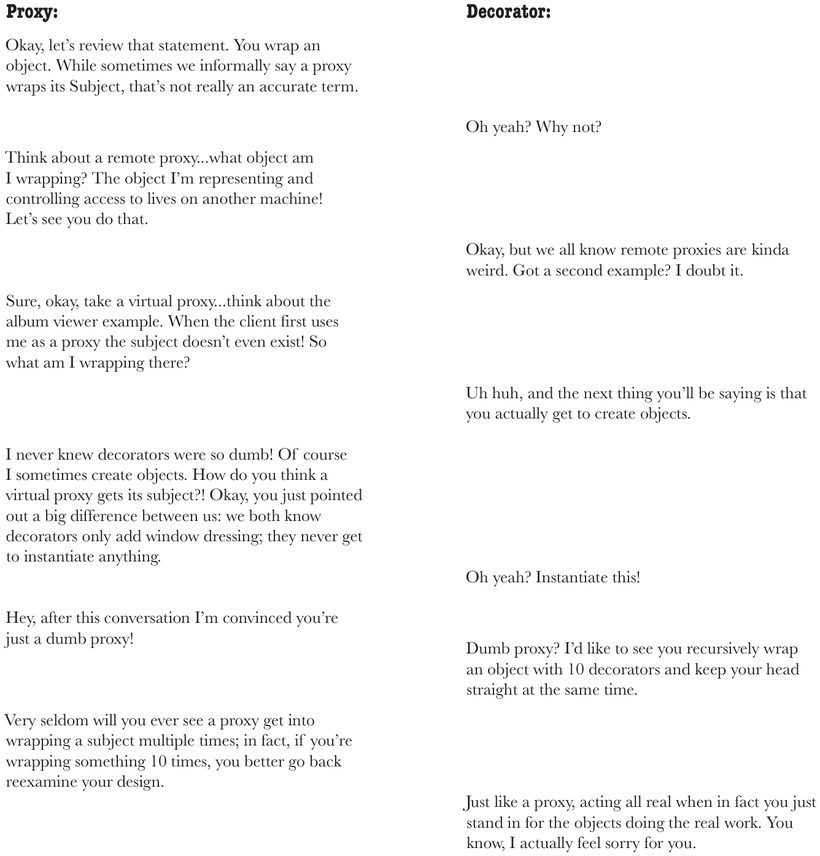 Proxy:
Decorator:
Okay, let's review that statement. You wrap an
object. While sometimes we informally say a proxy
wraps its Subject, that's not really an accurate term.
Oh yeah? Why not?
Think about a remote proxy...what object am
I wrapping? The object I'm representing and
controlling access to lives on another machine!
Let's see you do that.
Okay, but we all know remote proxies are kinda
weird. Got a second example? I doubt it.
Sure, okay, take a virtual proxy...think about the
album viewer example. When the client first uses
me as a proxy the subject doesn't even exist! So
what am I wrapping there?
Uh huh, and the next thing you'll be saying is that
you actually get to create objects.
I never knew decorators were so dumb! Of course
I sometimes create objects. How do you think a
virtual proxy gets its subject?! Okay, you just pointed
out a big difference between us: we both know
decorators only add window dressing; they never get
to instantiate anything.
Oh yeah? Instantiate this!
Hey, after this conversation I'm convinced you're
just a dumb proxy!
Dumb proxy? I'd like to see you recursively wrap
an object with 10 decorators and keep your head
straight at the same time.
Very seldom will you ever see a proxy get into
wrapping a subject multiple times; in fact, if you're
wrapping something 10 times, you better go back
reexamine your design.
Just like a proxy, acting all real when in fact you just
stand in for the objects doing the real work. You
know, I actually feel sorry for you.